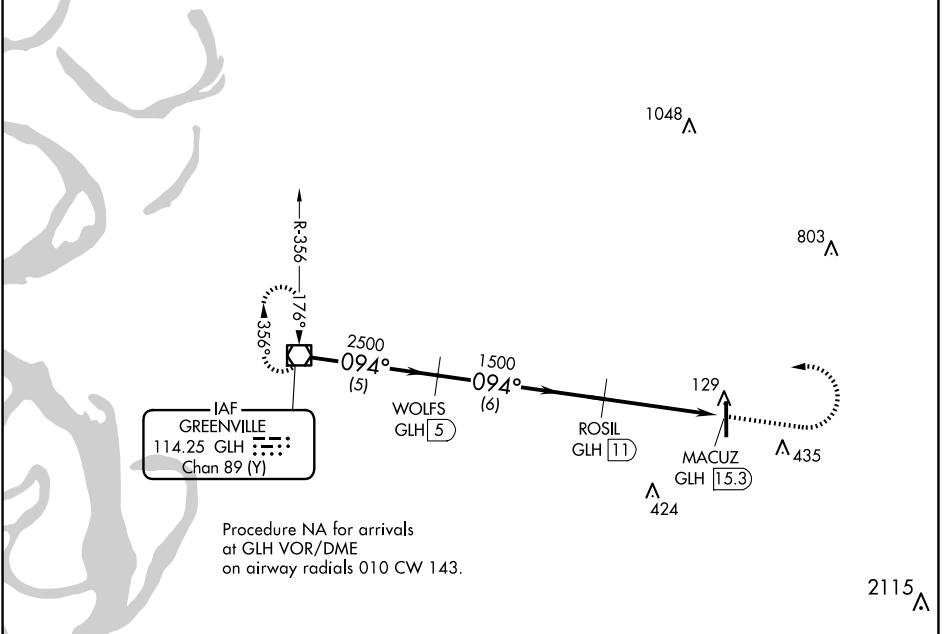 1048
803
R-356
176°
356°
2500
094°
(5)
1500
094°
(6)
129
WOLFS
GLH 5
ROSIL
GLH 11
MACUZ
GLH 15.3
435
424
IAF
GREENVILLE
114.25 GLH
Chan 89 (Y)
Procedure NA for arrivals
at GLH VOR/DME
on airway radials 010 CW 143.
2115